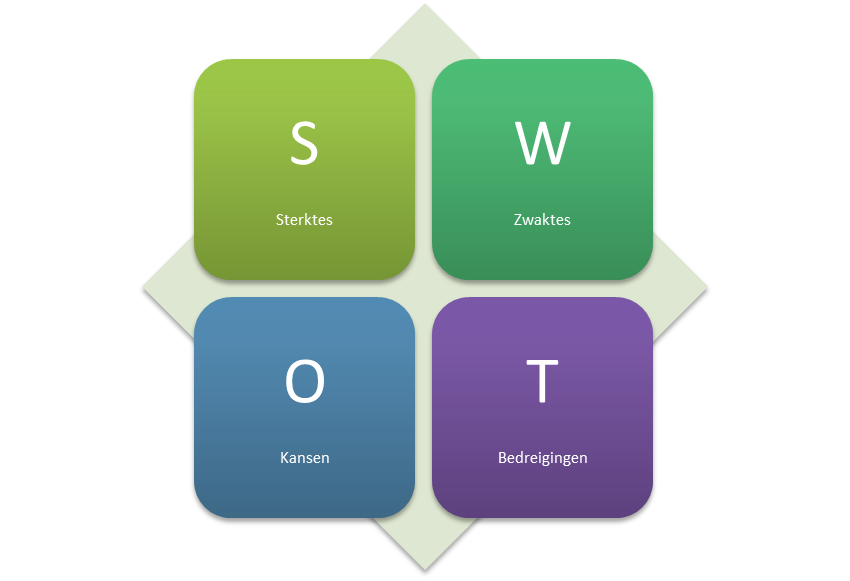 S
Sterktes
W
Zwaktes
O
Kansen
T
Bedreigingen